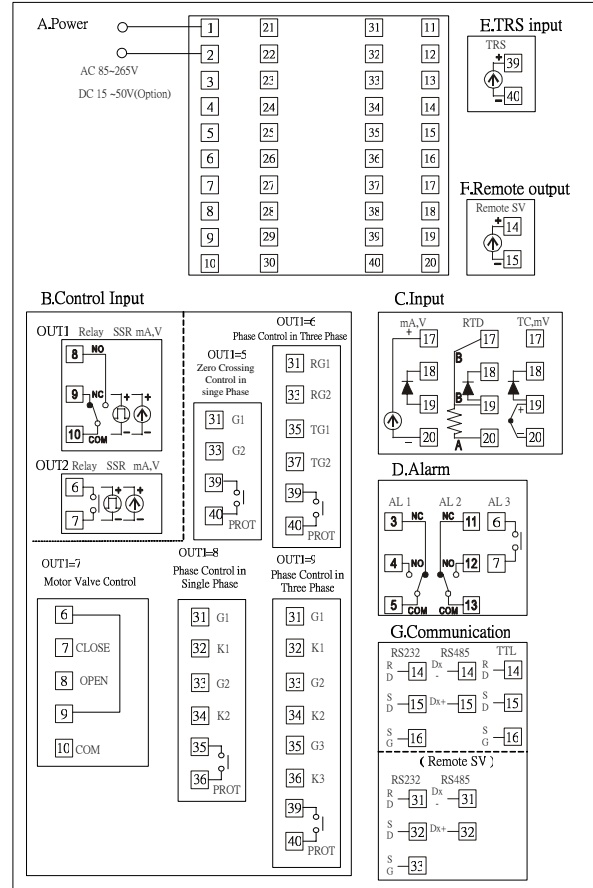 A.Power
AC 85~265V
DC 15 ~50V(Option)
1 21 31 11
2 22 32 12
3 23 33 13
4 24 34 14
5 25 35 15
6 26 36 16
7 27 37 17
8 28 38 18
9 29 39 19
10 30 40 20
E.TRS input
TRS
+ 39
- 40
F.Remote output
Remote SV
+ 14
- 15
B.Control Input
OUT1 Relay SSR mA,V
8 NO
9 NC + +
10 COM - -
OUT2 Relay SSR mA,V
6 + +
7 - -
OUT1=5
Zero Crossing
Control in
singe Phase
31 G1
33 G2
39
40 PROT
OUT1=6
Phase Control in Three Phase
31 RG1
33 RG2
35 TG1
37 TG2
39
40 PROT
OUT1=7
Motor Valve Control
6
7 CLOSE
8 OPEN
9
10 COM
OUT1=8
Phase Control in
Single Phase
31 G1
32 K1
33 G2
34 K2
35
36 PROT
OUT1=9
Phase Control in
Three Phase
31 G1
32 K1
33 G2
34 K2
35 G3
36 K3
39
40 PROT
C.Input
mA,V RTD TC,mV
+ 17 B 17 17
18 18 18
19 B 19 + 19
- 20 A 20 - 20
D.Alarm
AL 1 AL 2 AL 3
3 NC NC 11 6
4 NO NO 12 7
5 COM COM 13
G.Communication
RS232 RS485 TTL
RD 14 Dx - 14 RD 14
SD 15 Dx+ 15 SD 15
SG 16 SG 16
( Remote SV )
RS232 RS485
RD 31 Dx - 31
SD 32 Dx+ 32
SG 33